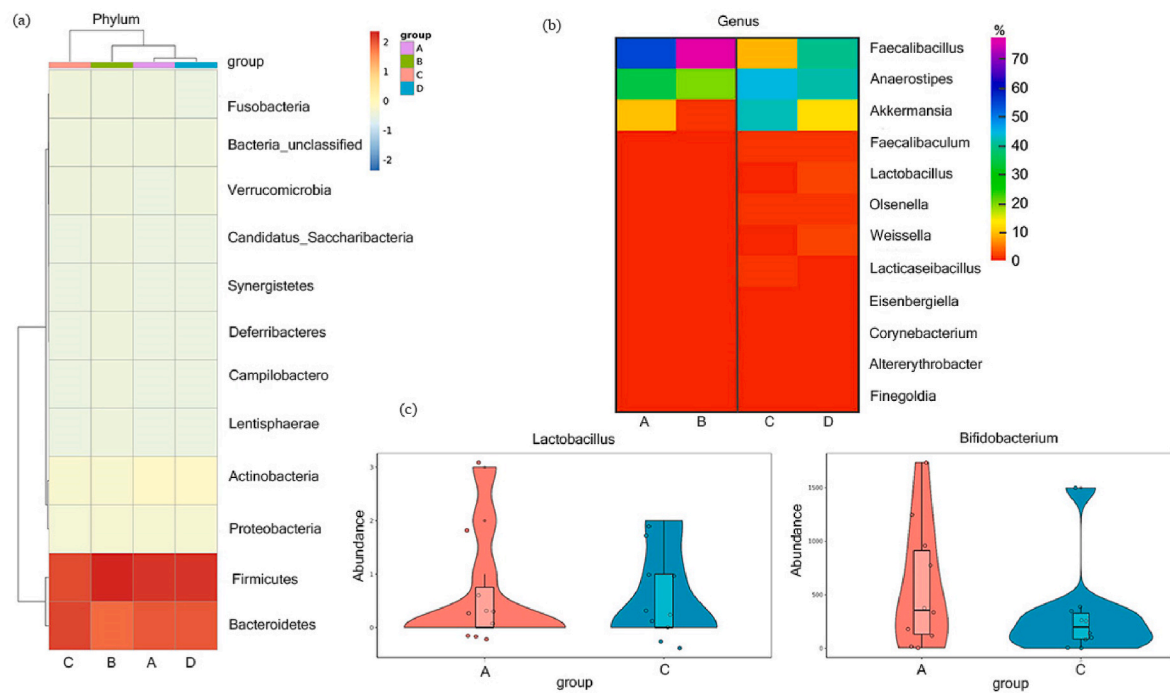 (a)
Phylum
group
2
1
0
-1
-2
group
A
B
C
D
Fusobacteria
Bacteria_unclassified
Verrucomicrobia
Candidatus_Saccharibacteria
Synergistetes
Deferribacteres
Campilobactero
Lentisphaerae
Actinobacteria
Proteobacteria
Firmicutes
Bacteroidetes
C B A D
(b)
Genus
%
70
60
50
40
30
20
10
0
Faecalibacillus
Anaerostipes
Akkermansia
Faecalibaculum
Lactobacillus
Olsenella
Weissella
Lacticaseibacillus
Eisenbergiella
Corynebacterium
Altererythrobacter
Finegoldia
A B C D
(c)
Lactobacillus
Abundance
3
2
1
0
A C
group
Bifidobacterium
Abundance
1500
1000
500
0
A C
group